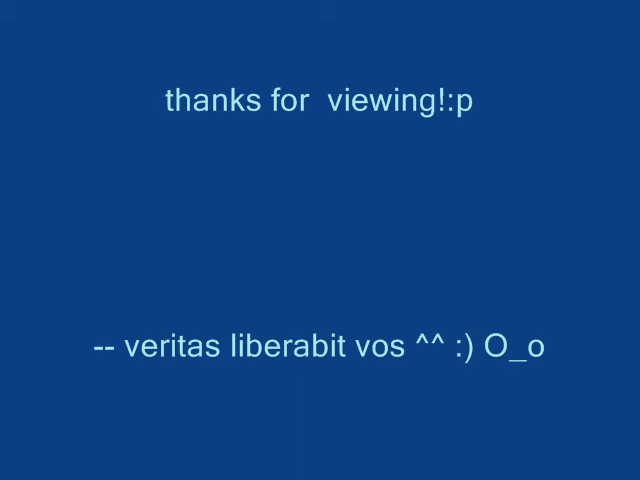 thanks for  viewing!:p
-- veritas liberabit vos ^^ :) O_o